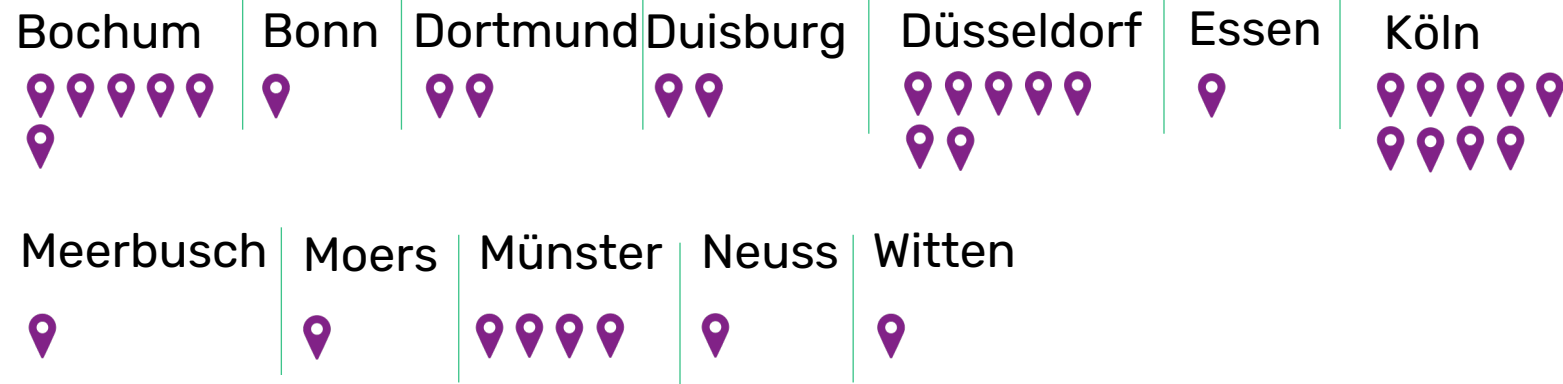 Bochum Bonn Dortmund Duisburg Düsseldorf Essen Köln
Meerbusch Moers Münster Neuss Witten